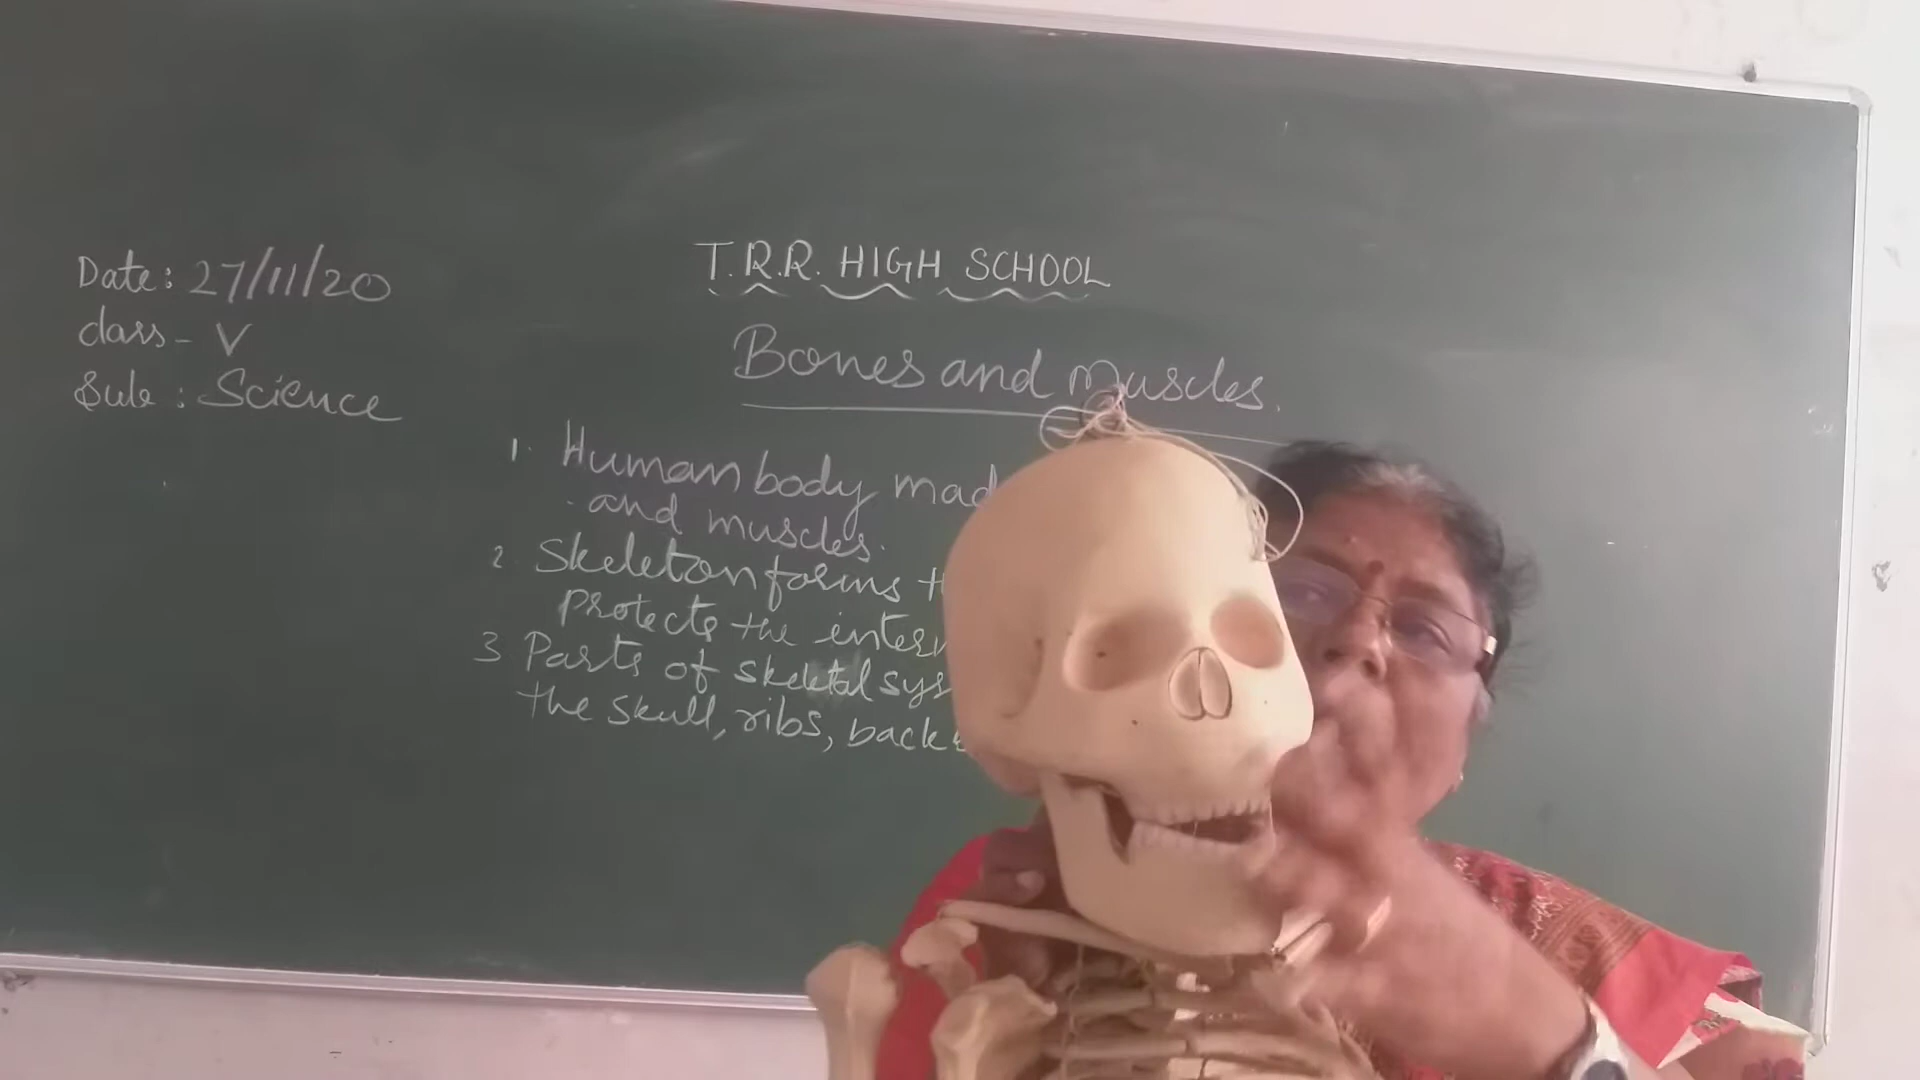 Date: 27/11/20
class - V
Sub : Science
T.R.R. HIGH SCHOOL
Bones and Muscles.
1. Human body mad
and muscles.
2. Skeleton forms
protects the intern
3. Parts of skeletal sys
the skull, ribs, back